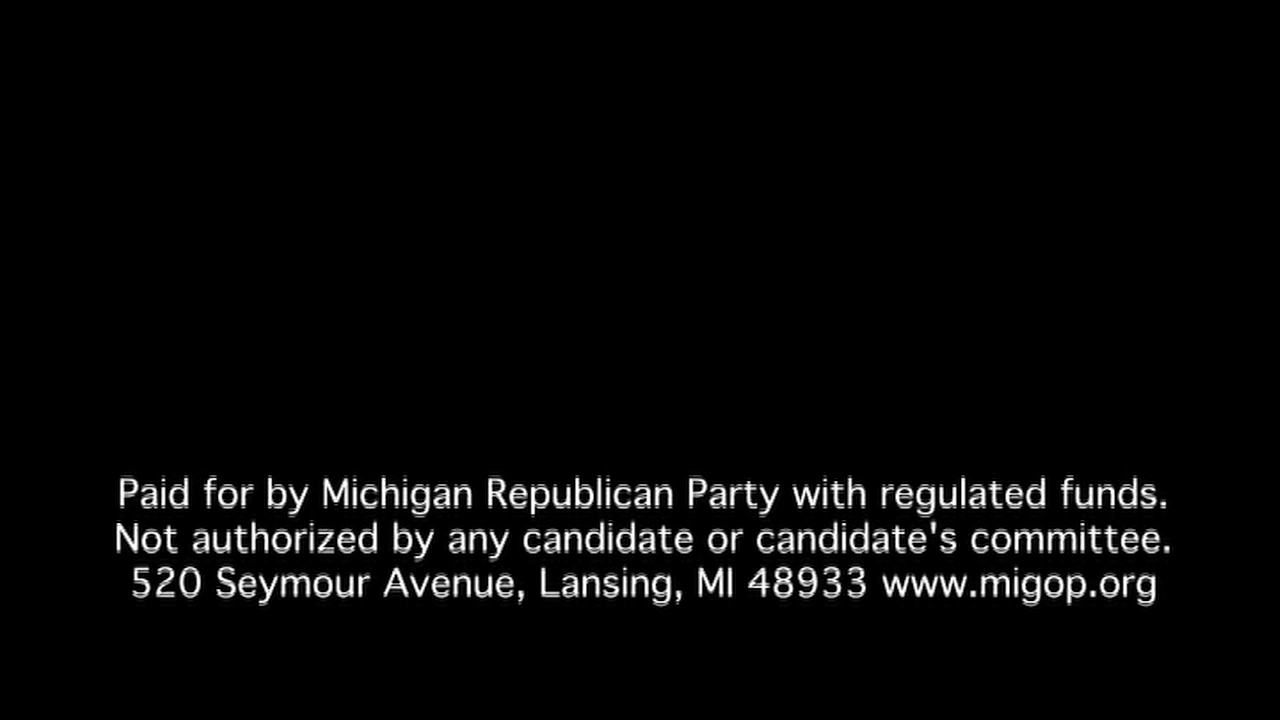 Paid for by Michigan Republican Party with regulated funds.
Not authorized by any candidate or candidate's committee.
520 Seymour Avenue, Lansing, MI 48933 www.migop.org